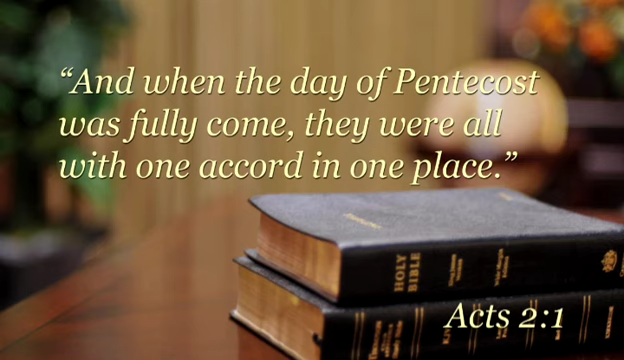 “And when the day of Pentecost
was fully come, they were all
with one accord in one place.”
HOLY
BIBLE
Acts 2:1